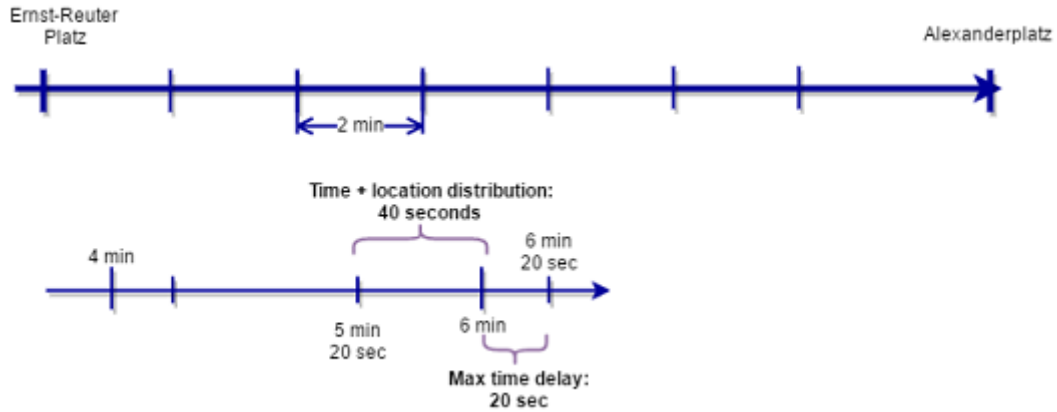 Ernst-Reuter
Platz
Alexanderplatz
2 min
Time + location distribution:
40 seconds
4 min
6 min
20 sec
5 min
20 sec
6 min
Max time delay:
20 sec